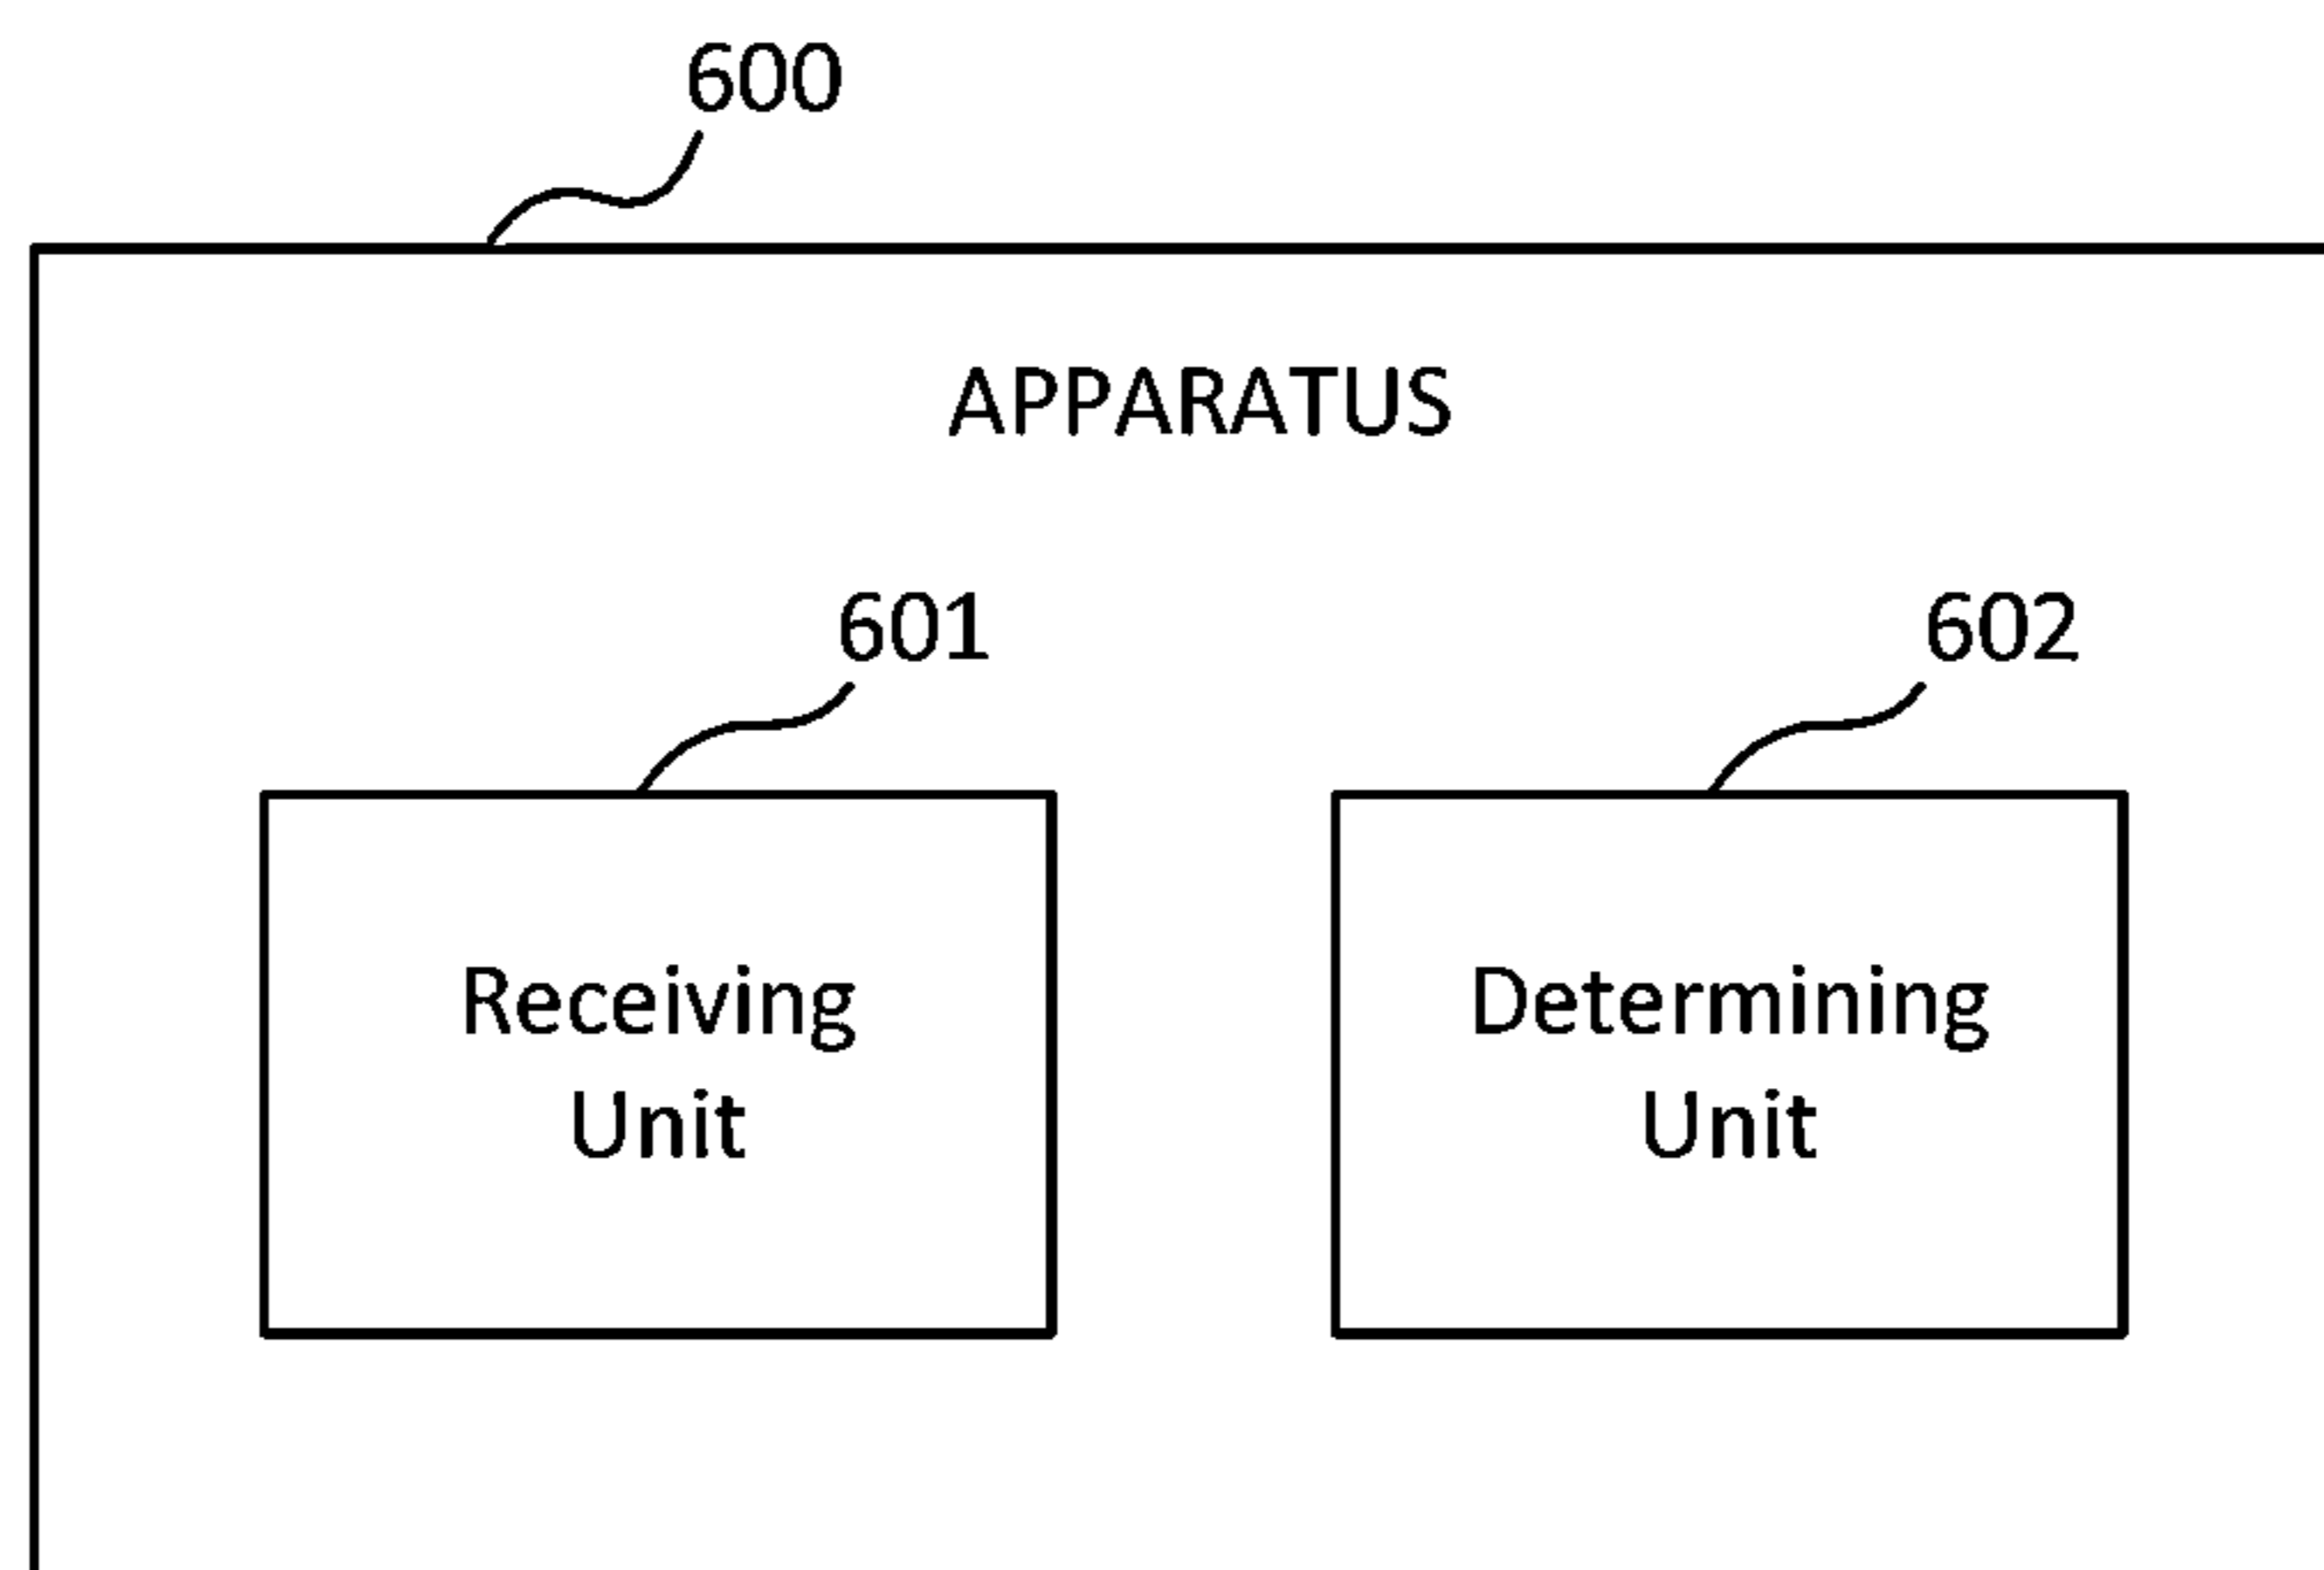 600
APPARATUS
601
602
Receiving
Unit
Determining
Unit